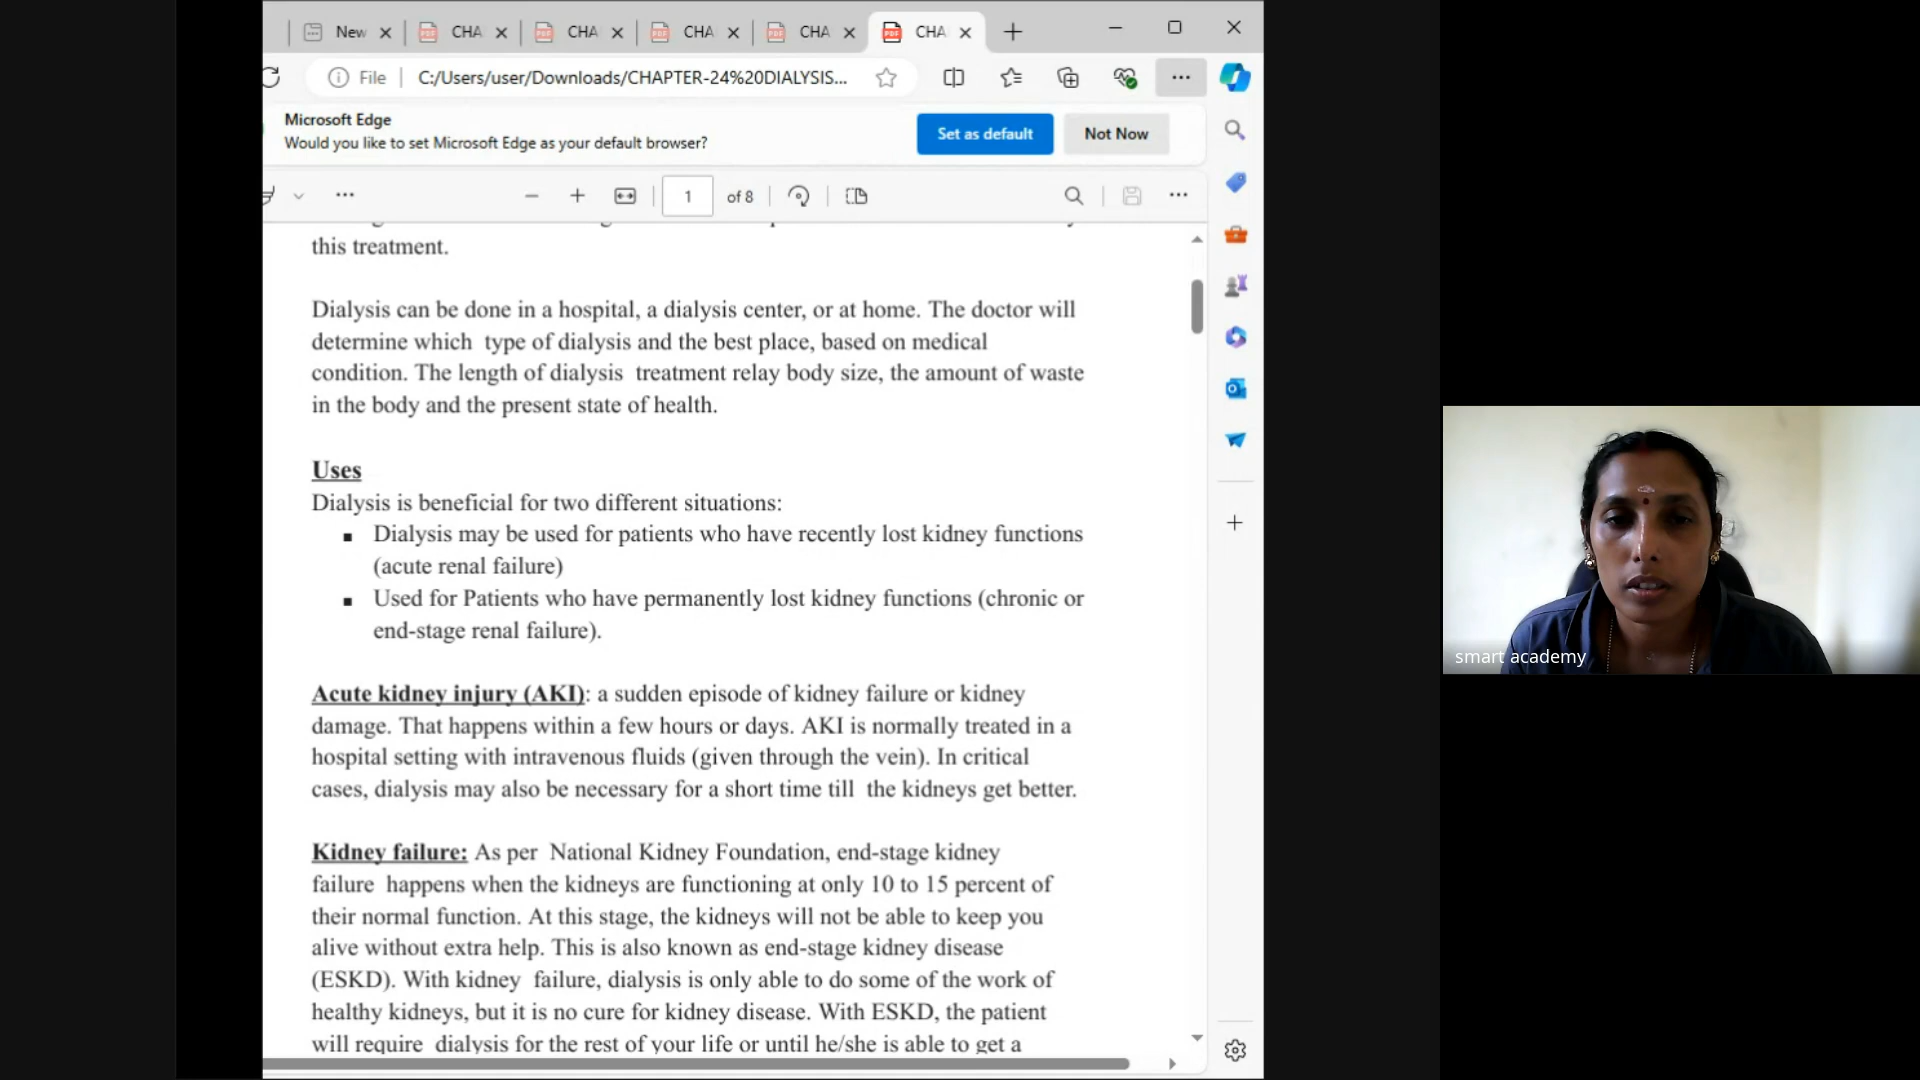 New
CHA
CHA
CHA
CHA
CHA
File
C:/Users/user/Downloads/CHAPTER-24%20DIALYSIS...
Microsoft Edge
Would you like to set Microsoft Edge as your default browser?
Set as default
Not Now
1
of 8
this treatment.
Dialysis can be done in a hospital, a dialysis center, or at home. The doctor will
determine which type of dialysis and the best place, based on medical
condition. The length of dialysis treatment relay body size, the amount of waste
in the body and the present state of health.
Uses
Dialysis is beneficial for two different situations:
▪ Dialysis may be used for patients who have recently lost kidney functions
(acute renal failure)
▪ Used for Patients who have permanently lost kidney functions (chronic or
end-stage renal failure).
Acute kidney injury (AKI): a sudden episode of kidney failure or kidney
damage. That happens within a few hours or days. AKI is normally treated in a
hospital setting with intravenous fluids (given through the vein). In critical
cases, dialysis may also be necessary for a short time till the kidneys get better.
Kidney failure: As per National Kidney Foundation, end-stage kidney
failure happens when the kidneys are functioning at only 10 to 15 percent of
their normal function. At this stage, the kidneys will not be able to keep you
alive without extra help. This is also known as end-stage kidney disease
(ESKD). With kidney failure, dialysis is only able to do some of the work of
healthy kidneys, but it is no cure for kidney disease. With ESKD, the patient
will require dialysis for the rest of your life or until he/she is able to get a
smart academy